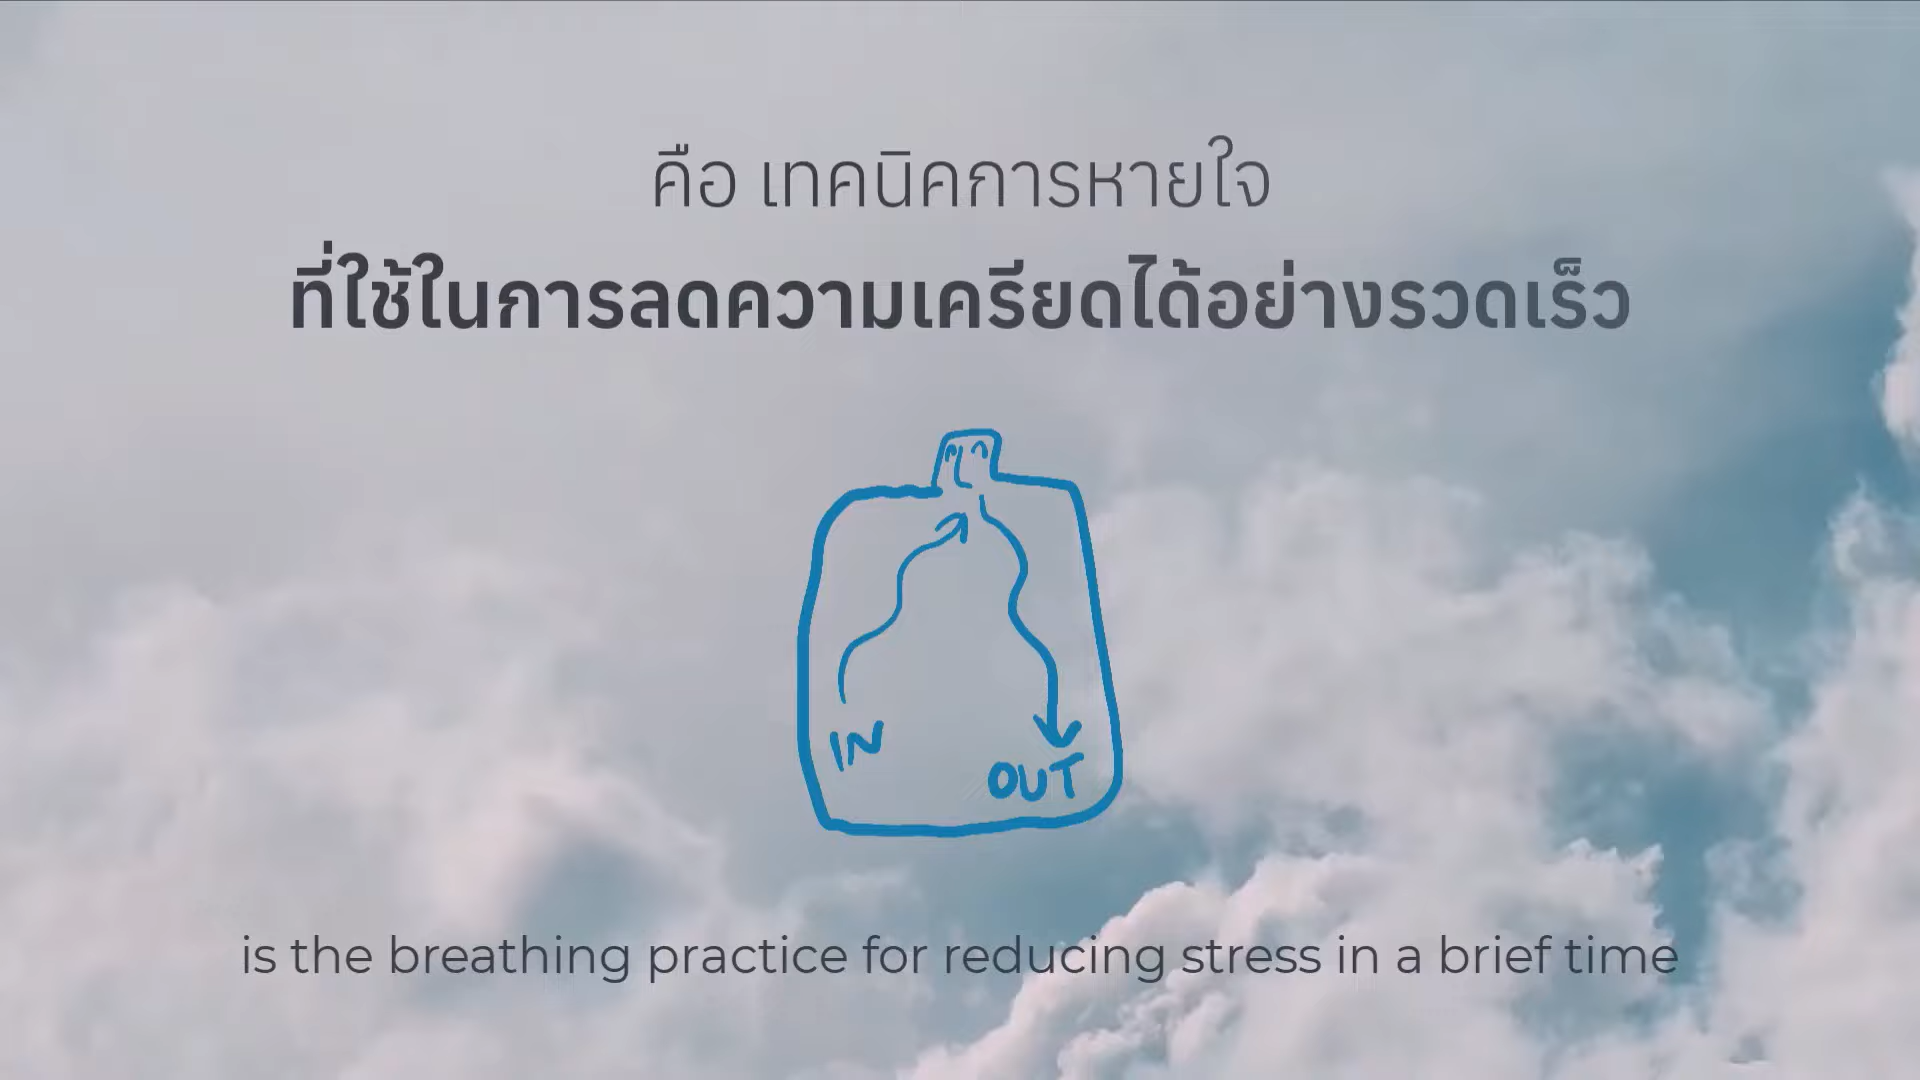 คือ เทคนิคการหายใจ
ที่ใช้ในการลดความเครียดได้อย่างรวดเร็ว
IN
OUT
is the breathing practice for reducing stress in a brief time